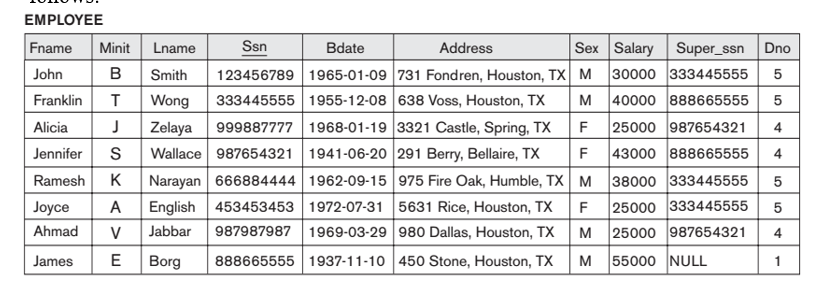 follows:
EMPLOYEE
Fname Minit Lname Ssn Bdate Address Sex Salary Super_ssn Dno
John B Smith 123456789 1965-01-09 731 Fondren, Houston, TX M 30000 333445555 5
Franklin T Wong 333445555 1955-12-08 638 Voss, Houston, TX M 40000 888665555 5
Alicia J Zelaya 999887777 1968-01-19 3321 Castle, Spring, TX F 25000 987654321 4
Jennifer S Wallace 987654321 1941-06-20 291 Berry, Bellaire, TX F 43000 888665555 4
Ramesh K Narayan 666884444 1962-09-15 975 Fire Oak, Humble, TX M 38000 333445555 5
Joyce A English 453453453 1972-07-31 5631 Rice, Houston, TX F 25000 333445555 5
Ahmad V Jabbar 987987987 1969-03-29 980 Dallas, Houston, TX M 25000 987654321 4
James E Borg 888665555 1937-11-10 450 Stone, Houston, TX M 55000 NULL 1